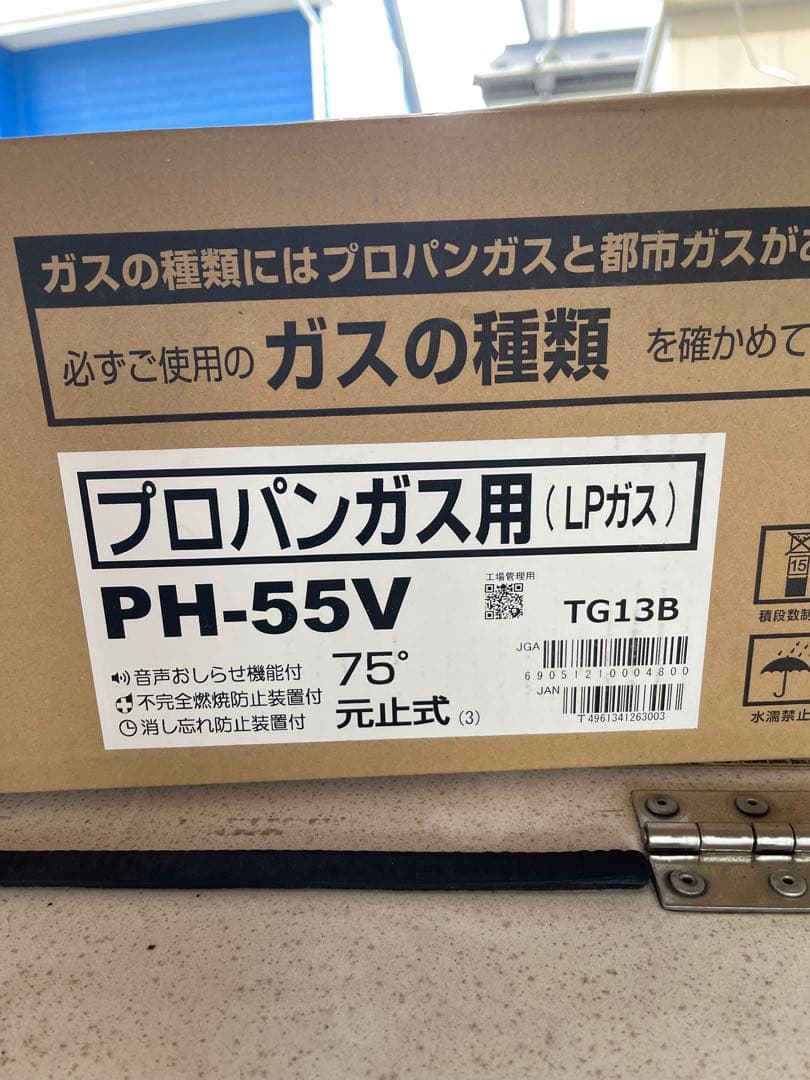 ガスの種類にはプロパンガスと都市ガスが
必ずご使用の ガスの種類 を確かめて
プロパンガス用(LPガス)
PH-55V
工場管理用
TG13B
JGA
69051210004800
JAN
T4961341263003
音声おしらせ機能付
不完全燃焼防止装置付
消し忘れ防止装置付
75°
元止式(3)
15
積段数制
水濡禁止